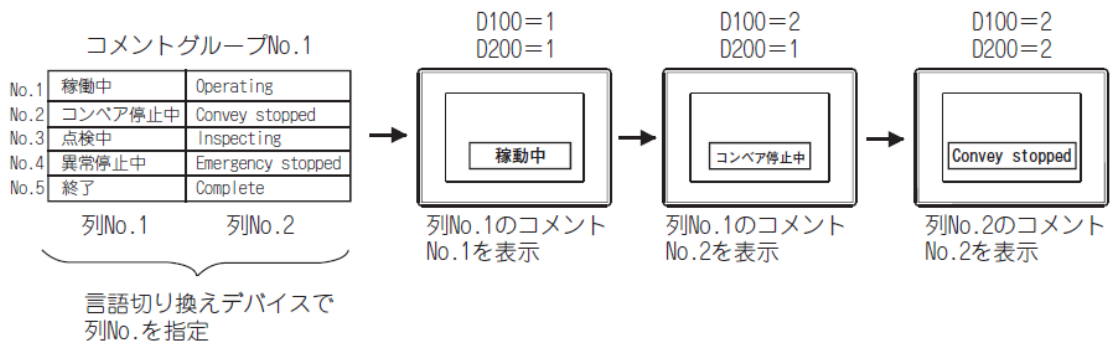 コメントグループNo.1
No.1 稼働中 Operating
No.2 コンベア停止中 Convey stopped
No.3 点検中 Inspecting
No.4 異常停止中 Emergency stopped
No.5 終了 Complete
列No.1 列No.2
言語切り換えデバイスで
列No.を指定
D100=1
D200=1
稼動中
列No.1のコメント
No.1を表示
D100=2
D200=1
コンベア停止中
列No.1のコメント
No.2を表示
D100=2
D200=2
Convey stopped
列No.2のコメント
No.2を表示